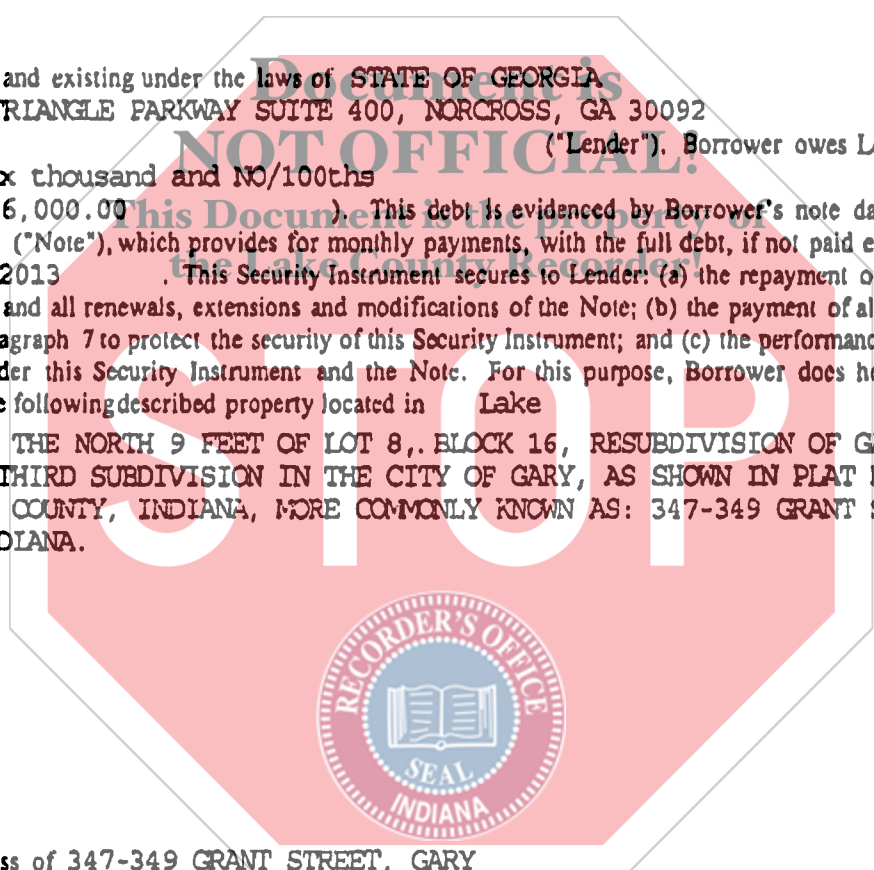 Document is
and existing under the laws of STATE OF GEORGIA
TRIANGLE PARKWAY SUITE 400, NORCROSS, GA 30092
NOT OFFICIAL!
("Lender"). Borrower owes L
x thousand and NO/100ths
6,000.00 ). This debt is evidenced by Borrower's note da
This Document is the property of
("Note"), which provides for monthly payments, with the full debt, if not paid e
the Lake County Recorder!
2013 . This Security Instrument secures to Lender: (a) the repayment o
and all renewals, extensions and modifications of the Note; (b) the payment of al
agraph 7 to protect the security of this Security Instrument; and (c) the performanc
der this Security Instrument and the Note. For this purpose, Borrower does he
following described property located in Lake
THE NORTH 9 FEET OF LOT 8,. BLOCK 16, RESUBDIVISION OF G
THIRD SUBDIVISION IN THE CITY OF GARY, AS SHOWN IN PLAT
COUNTY, INDIANA, MORE COMMONLY KNOWN AS: 347-349 GRANT S
DIANA.
STOP
RECORDER'S OFFICE
SEAL
INDIANA
ss of 347-349 GRANT STREET, GARY